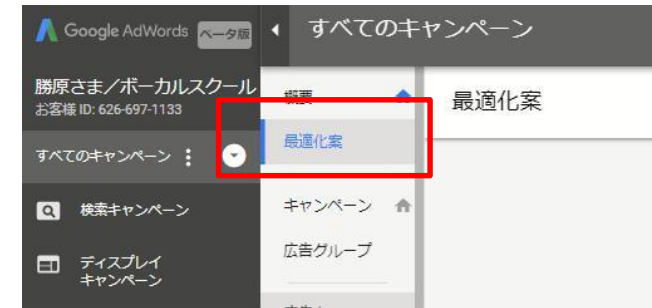 Google AdWords ベータ版
すべてのキャンペーン
勝原さま／ボーカルスクール
お客様 ID: 626-697-1133
すべてのキャンペーン
検索キャンペーン
ディスプレイ
キャンペーン
概要
最適化案
キャンペーン
広告グループ
最適化案